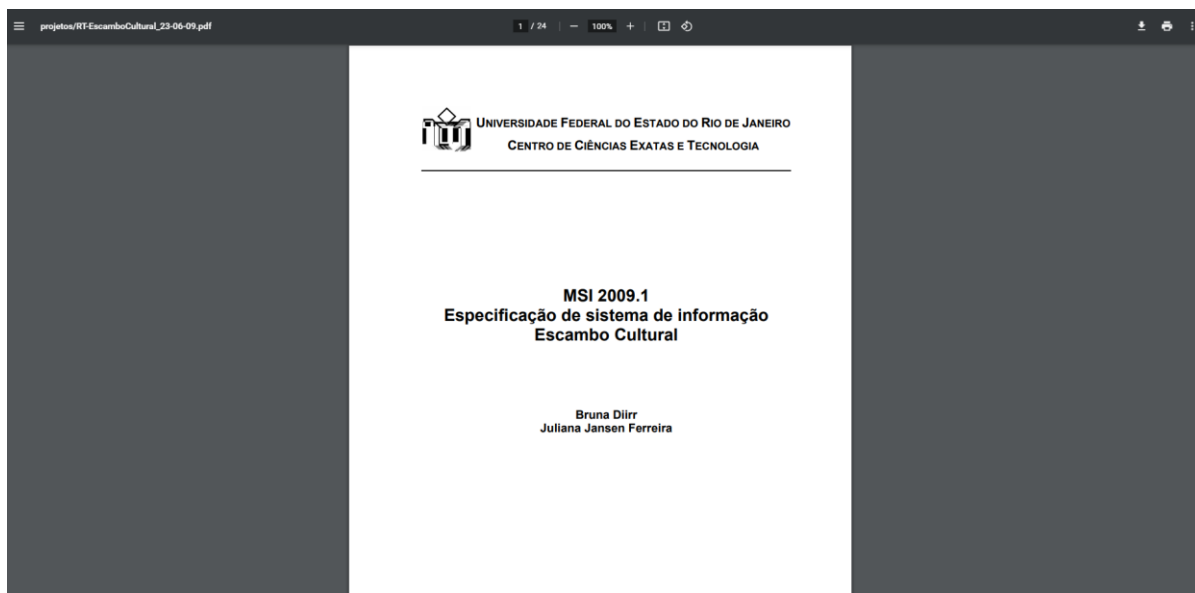 projetos/RT-EscamboCultural_23-06-09.pdf
1 / 24
100%
UNIVERSIDADE FEDERAL DO ESTADO DO RIO DE JANEIRO
CENTRO DE CIÊNCIAS EXATAS E TECNOLOGIA
MSI 2009.1
Especificação de sistema de informação
Escambo Cultural
Bruna Diirr
Juliana Jansen Ferreira